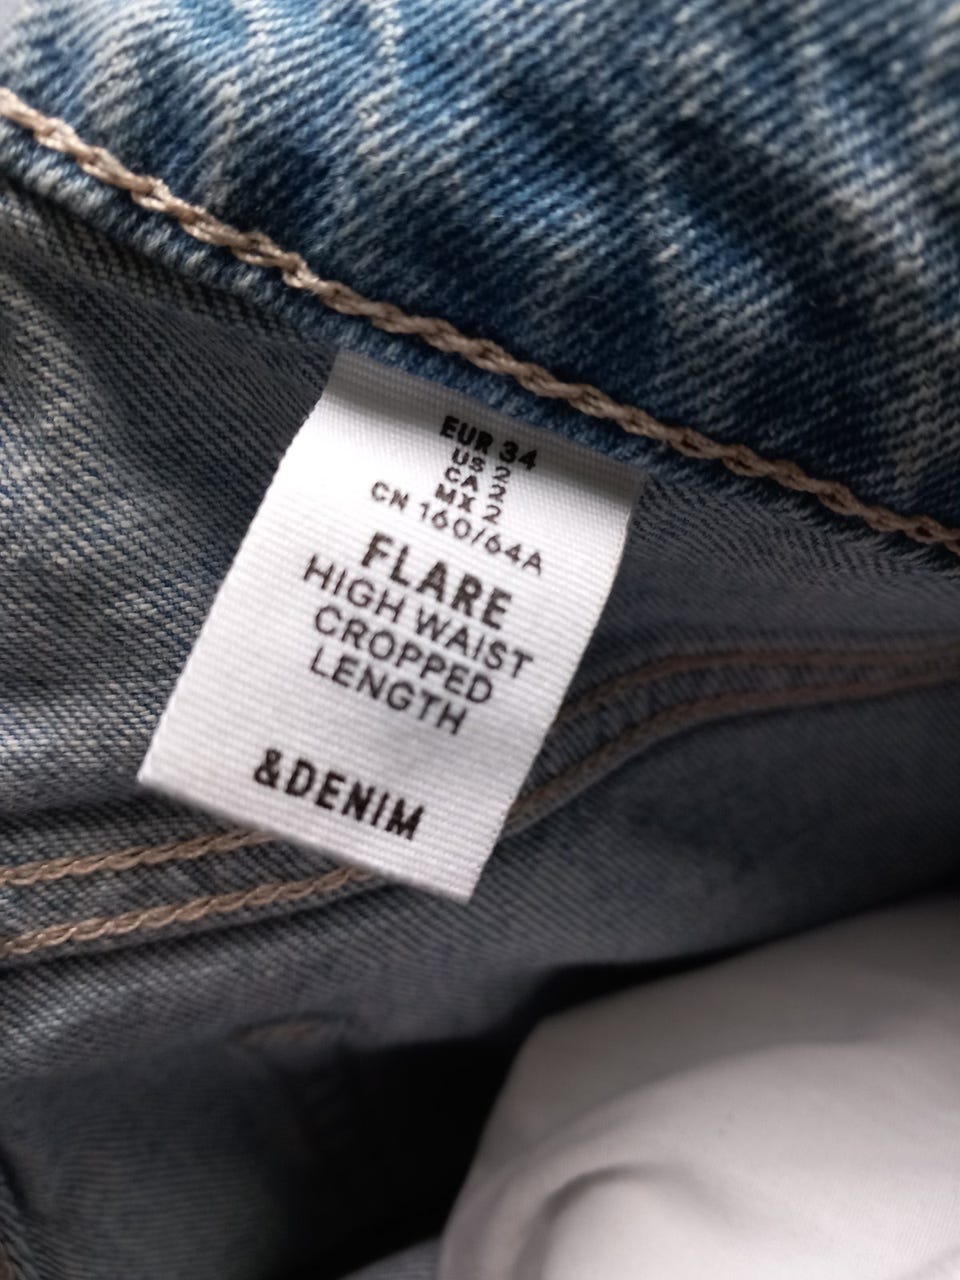 EUR 34
US 2
CA 2
MX 2
CN 160/64A
FLARE
HIGH WAIST
CROPPED
LENGTH
&DENIM